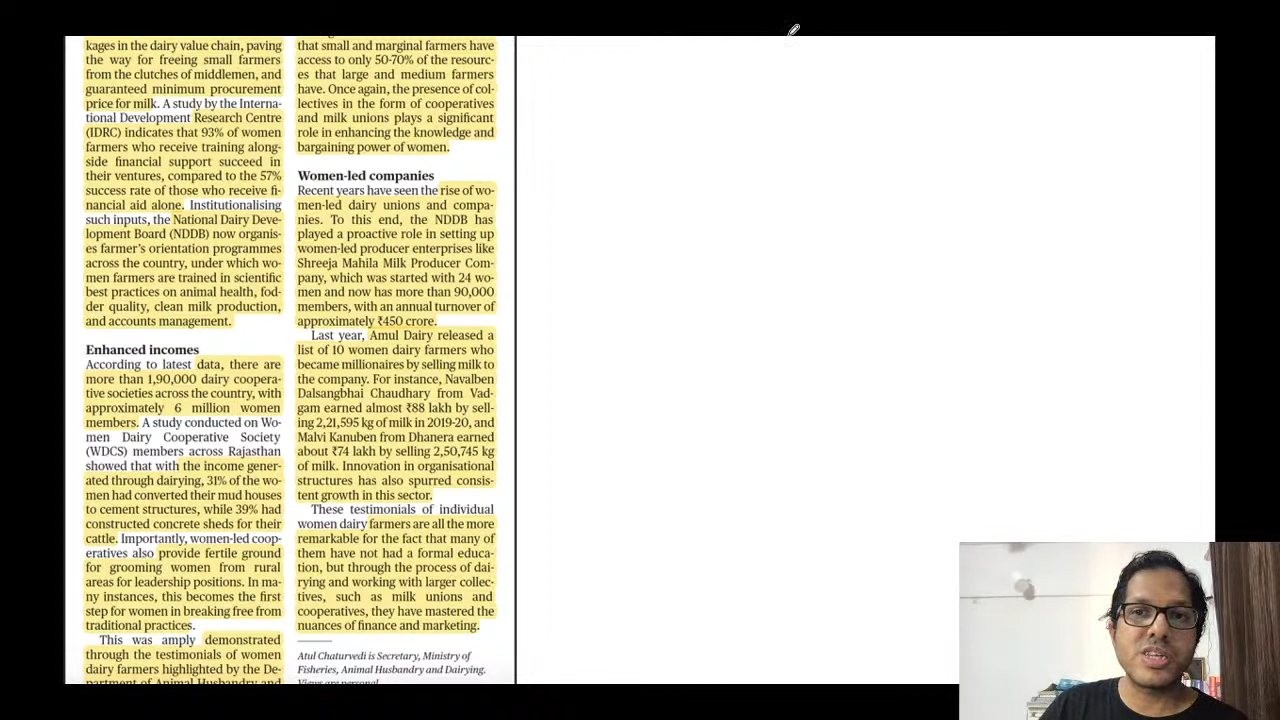 kages in the dairy value chain, paving
the way for freeing small farmers
from the clutches of middlemen, and
guaranteed minimum procurement
price for milk. A study by the Interna-
tional Development Research Centre
(IDRC) indicates that 93% of women
farmers who receive training along-
side financial support succeed in
their ventures, compared to the 57%
success rate of those who receive fi-
nancial aid alone. Institutionalising
such inputs, the National Dairy Deve-
lopment Board (NDDB) now organis-
es farmer's orientation programmes
across the country, under which wo-
men farmers are trained in scientific
best practices on animal health, fod-
der quality, clean milk production,
and accounts management.
Enhanced incomes
According to latest data, there are
more than 1,90,000 dairy coopera-
tive societies across the country, with
approximately 6 million women
members. A study conducted on Wo-
men Dairy Cooperative Society
(WDCS) members across Rajasthan
showed that with the income gener-
ated through dairying, 31% of the wo-
men had converted their mud houses
to cement structures, while 39% had
constructed concrete sheds for their
cattle. Importantly, women-led coop-
eratives also provide fertile ground
for grooming women from rural
areas for leadership positions. In ma-
ny instances, this becomes the first
step for women in breaking free from
traditional practices.
This was amply demonstrated
through the testimonials of women
dairy farmers highlighted by the De-
partment of Animal Husbandry and
that small and marginal farmers have
access to only 50-70% of the resourc-
es that large and medium farmers
have. Once again, the presence of col-
lectives in the form of cooperatives
and milk unions plays a significant
role in enhancing the knowledge and
bargaining power of women.
Women-led companies
Recent years have seen the rise of wo-
men-led dairy unions and compa-
nies. To this end, the NDDB has
played a proactive role in setting up
women-led producer enterprises like
Shreeja Mahila Milk Producer Com-
pany, which was started with 24 wo-
men and now has more than 90,000
members, with an annual turnover of
approximately ₹450 crore.
Last year, Amul Dairy released a
list of 10 women dairy farmers who
became millionaires by selling milk to
the company. For instance, Navalben
Dalsangbhai Chaudhary from Vad-
gam earned almost ₹88 lakh by sell-
ing 2,21,595 kg of milk in 2019-20, and
Malvi Kanuben from Dhanera earned
about ₹74 lakh by selling 2,50,745 kg
of milk. Innovation in organisational
structures has also spurred consis-
tent growth in this sector.
These testimonials of individual
women dairy farmers are all the more
remarkable for the fact that many of
them have not had a formal educa-
tion, but through the process of dai-
rying and working with larger collec-
tives, such as milk unions and
cooperatives, they have mastered the
nuances of finance and marketing.
Atul Chaturvedi is Secretary, Ministry of
Fisheries, Animal Husbandry and Dairying.
Views are personal